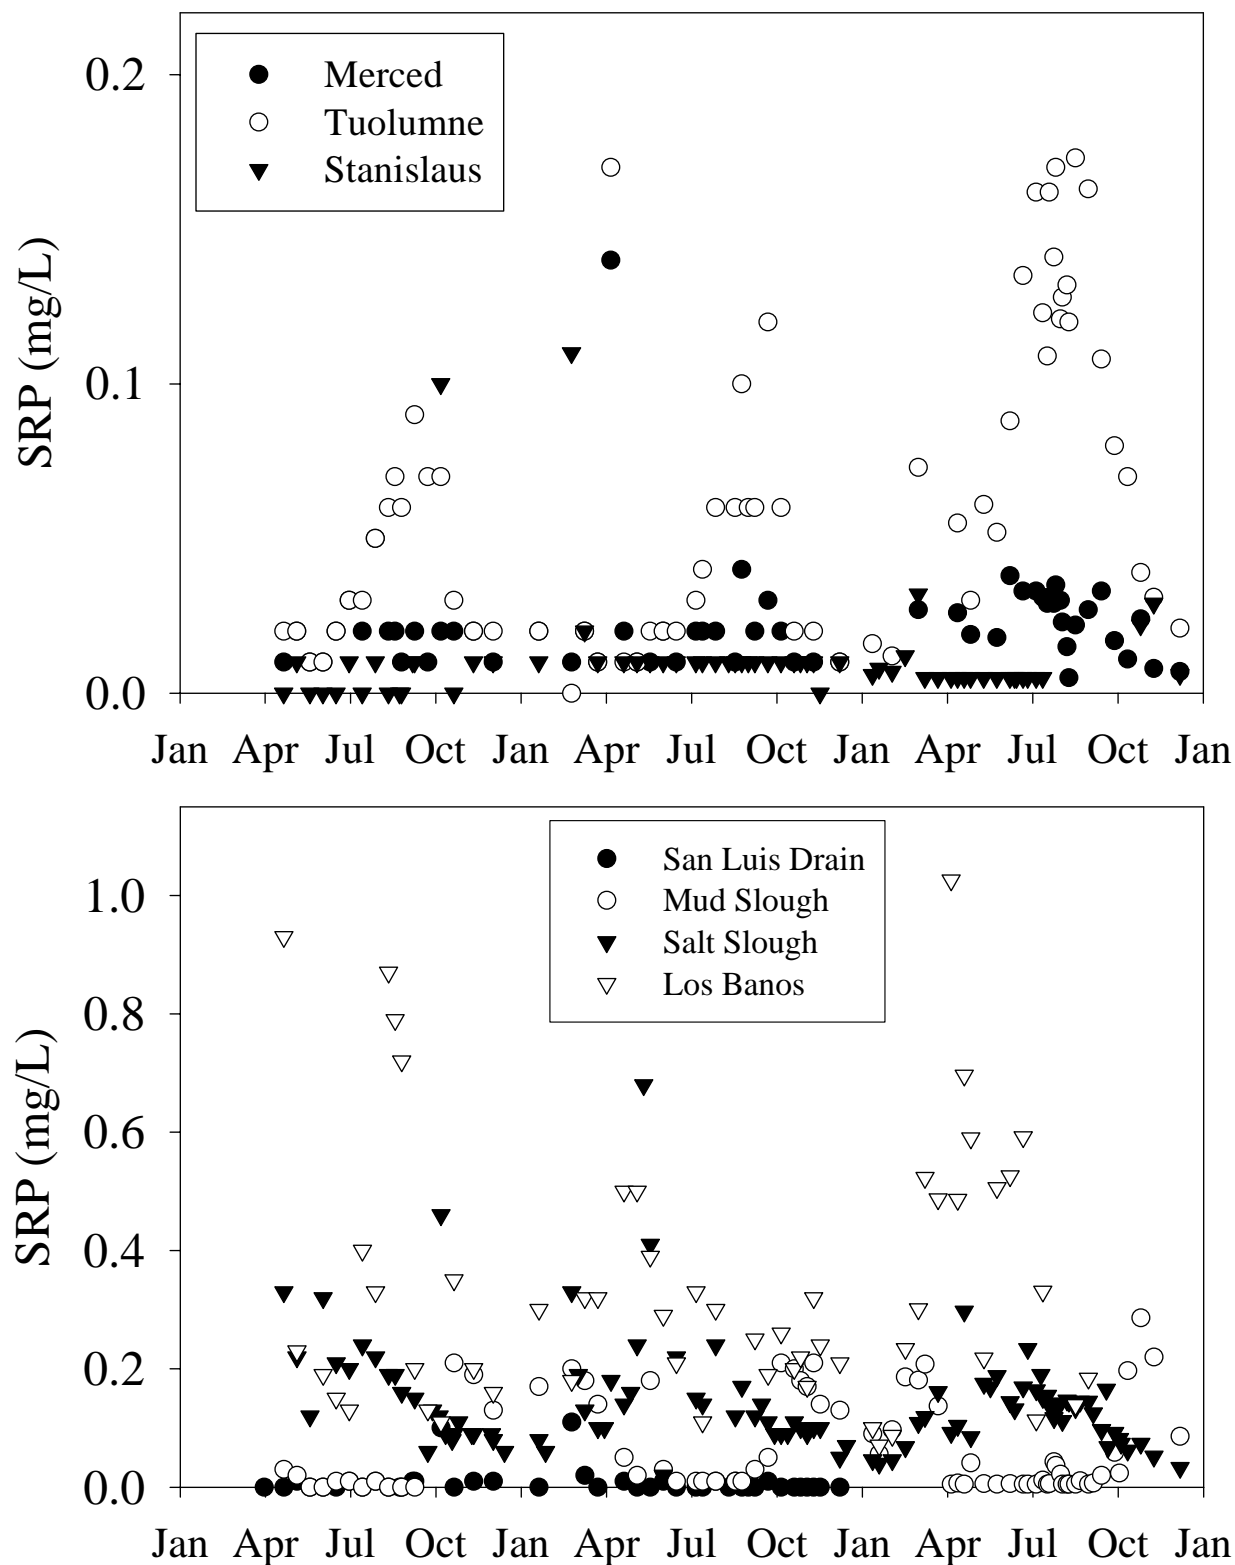 0.2
Merced
Tuolumne
Stanislaus
SRP (mg/L)
0.1
0.0
Jan Apr Jul Oct Jan Apr Jul Oct Jan Apr Jul Oct Jan
San Luis Drain
Mud Slough
Salt Slough
Los Banos
1.0
0.8
SRP (mg/L)
0.6
0.4
0.2
0.0
Jan Apr Jul Oct Jan Apr Jul Oct Jan Apr Jul Oct Jan